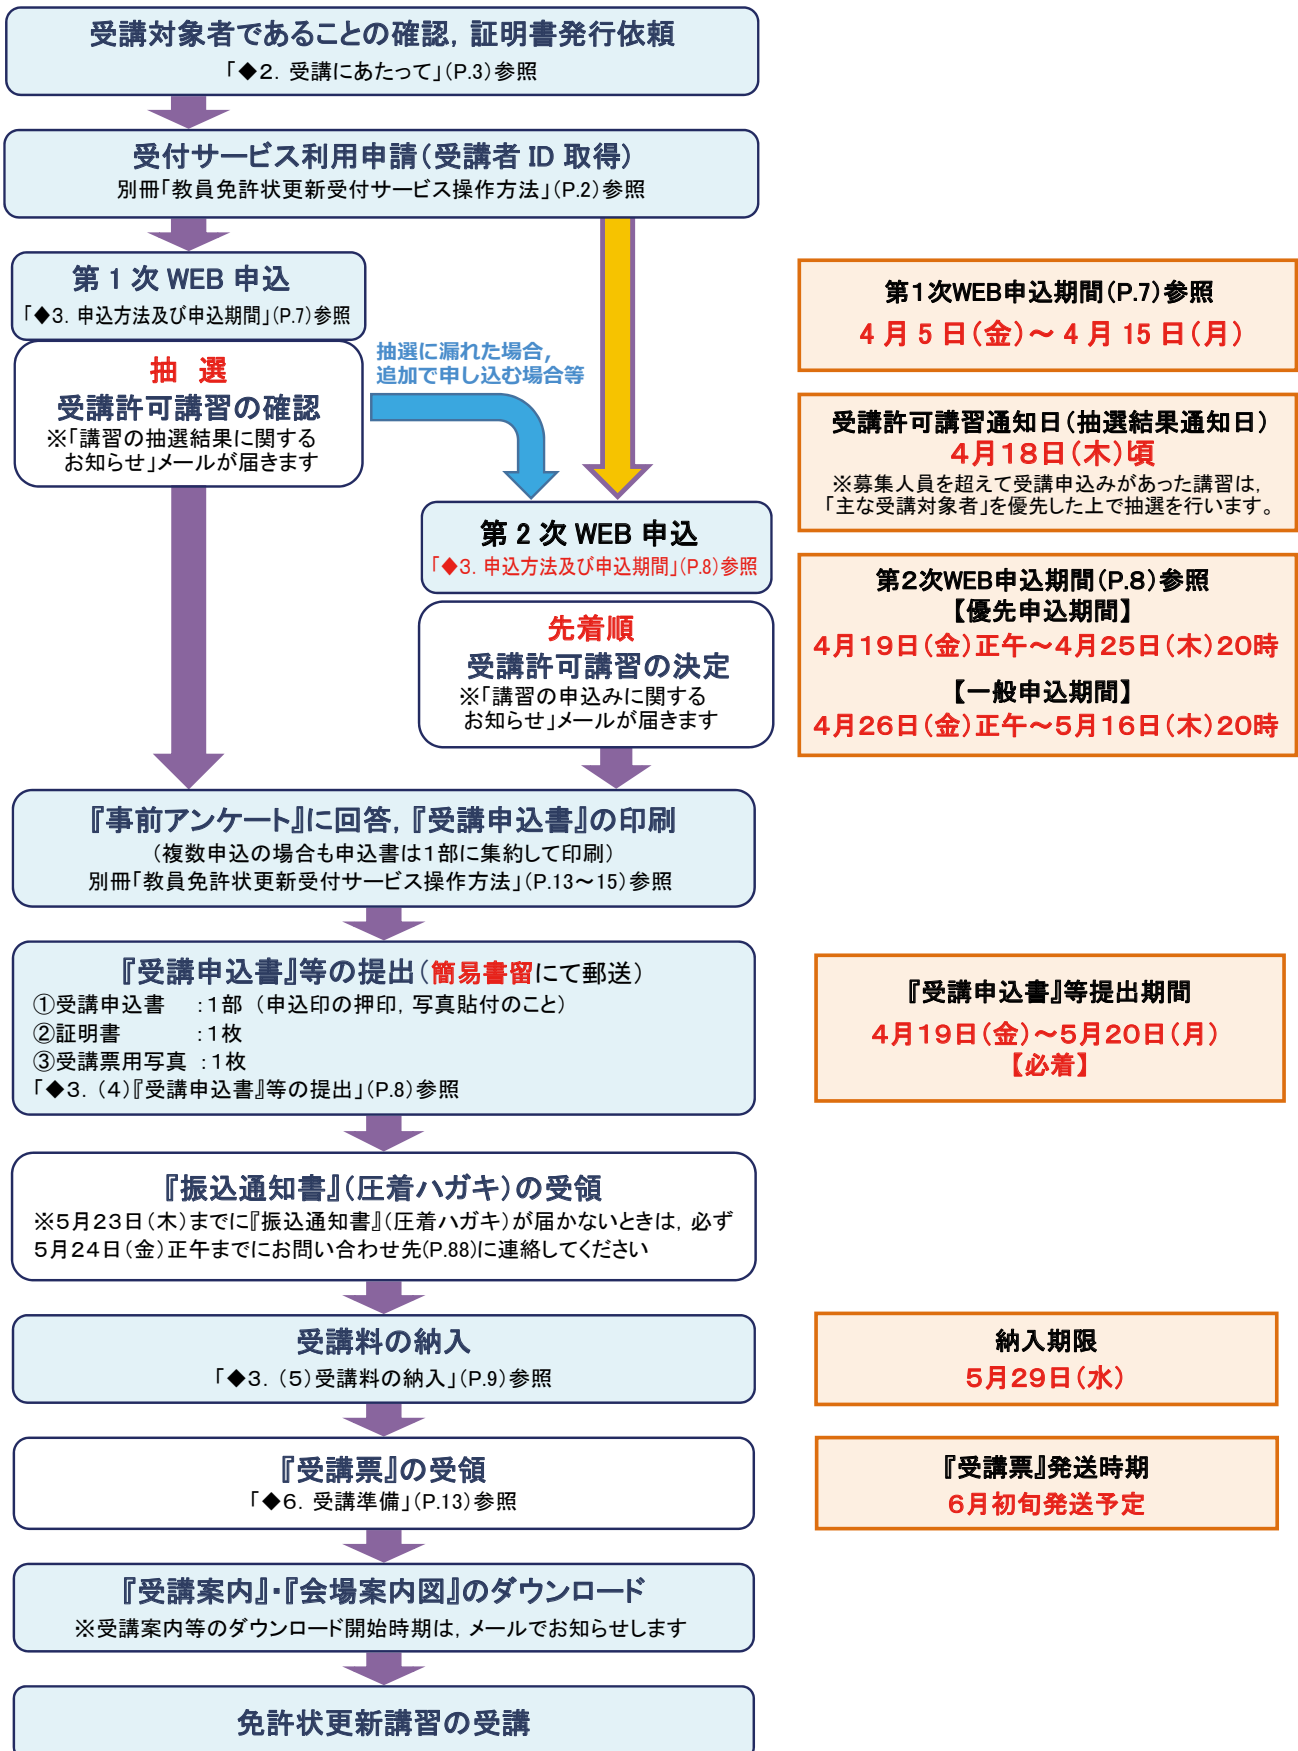 受講対象者であることの確認，証明書発行依頼
「◆2．受講にあたって」（P.3）参照
受付サービス利用申請（受講者 ID 取得）
別冊「教員免許状更新受付サービス操作方法」（P.2）参照
第 1 次 WEB 申込
「◆3．申込方法及び申込期間」（P.7）参照
抽 選
受講許可講習の確認
※「講習の抽選結果に関する
お知らせ」メールが届きます
抽選に漏れた場合，
追加で申し込む場合等
第 2 次 WEB 申込
「◆3．申込方法及び申込期間」（P.8）参照
先着順
受講許可講習の決定
※「講習の申込みに関する
お知らせ」メールが届きます
第1次WEB申込期間（P.7）参照
4 月 5 日（金）～ 4 月 15 日（月）
受講許可講習通知日（抽選結果通知日）
4月18日（木）頃
※募集人員を超えて受講申込みがあった講習は，
「主な受講対象者」を優先した上で抽選を行います。
第2次WEB申込期間（P.8）参照
【優先申込期間】
4月19日（金）正午～4月25日（木）20時
【一般申込期間】
4月26日（金）正午～5月16日（木）20時
『事前アンケート』に回答，『受講申込書』の印刷
（複数申込の場合も申込書は1部に集約して印刷）
別冊「教員免許状更新受付サービス操作方法」（P.13～15）参照
『受講申込書』等の提出（簡易書留にて郵送）
①受講申込書 ：1部（申込印の押印，写真貼付のこと）
②証明書 ：1枚
③受講票用写真 ：1枚
「◆3．（4）『受講申込書』等の提出」（P.8）参照
『受講申込書』等提出期間
4月19日（金）～5月20日（月）
【必着】
『振込通知書』（圧着ハガキ）の受領
※5月23日（木）までに『振込通知書』（圧着ハガキ）が届かないときは，必ず
5月24日（金）正午までにお問い合わせ先(P.88)に連絡してください
受講料の納入
「◆3．（5）受講料の納入」（P.9）参照
納入期限
5月29日（水）
『受講票』の受領
「◆6．受講準備」（P.13）参照
『受講票』発送時期
6月初旬発送予定
『受講案内』・『会場案内図』のダウンロード
※受講案内等のダウンロード開始時期は，メールでお知らせします
免許状更新講習の受講